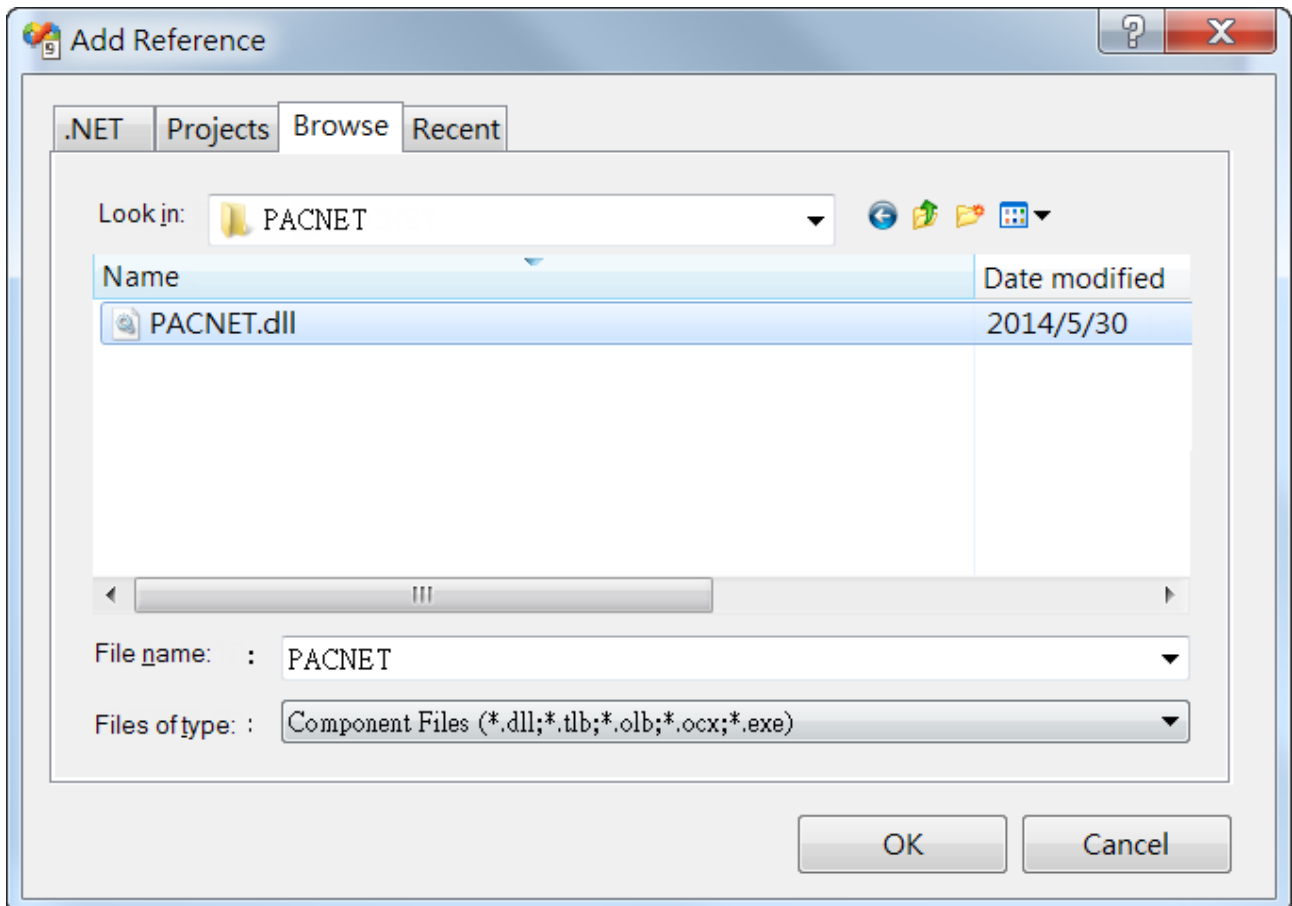 Add Reference
.NET Projects Browse Recent
Look in: PACNET
Name Date modified
PACNET.dll 2014/5/30
File name: : PACNET
Files of type: : Component Files (*.dll;*.tlb;*.olb;*.ocx;*.exe)
OK Cancel